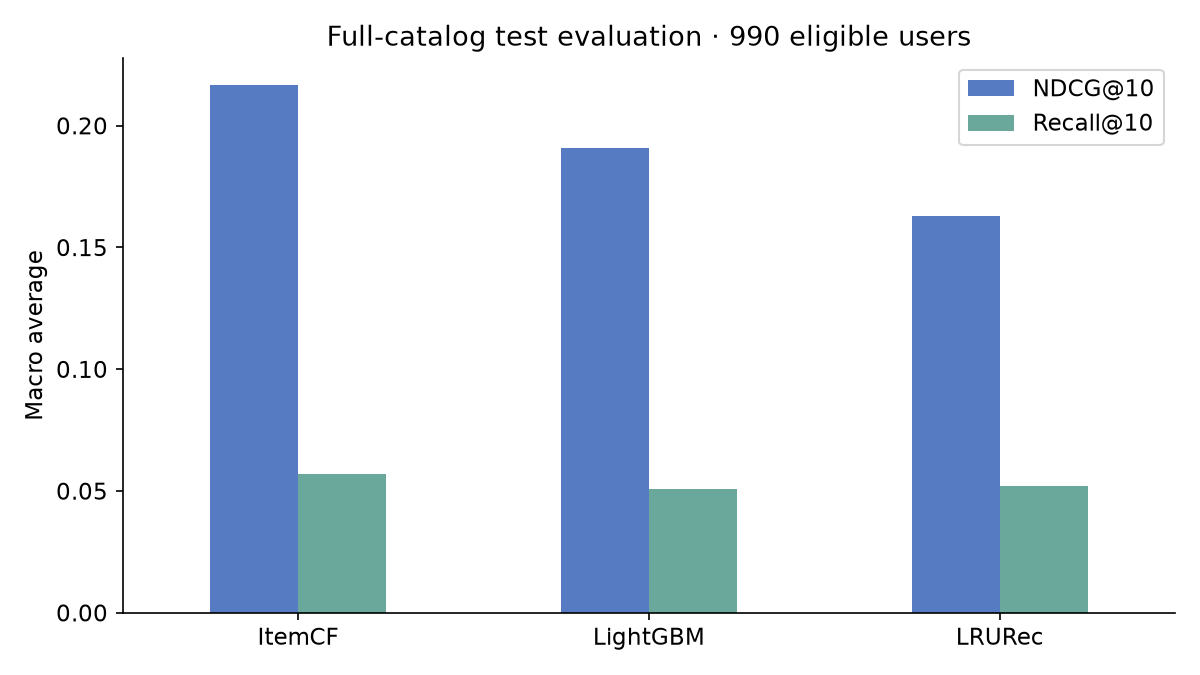 Full-catalog test evaluation · 990 eligible users
NDCG@10
Recall@10
Macro average
0.20
0.15
0.10
0.05
0.00
ItemCF
LightGBM
LRURec